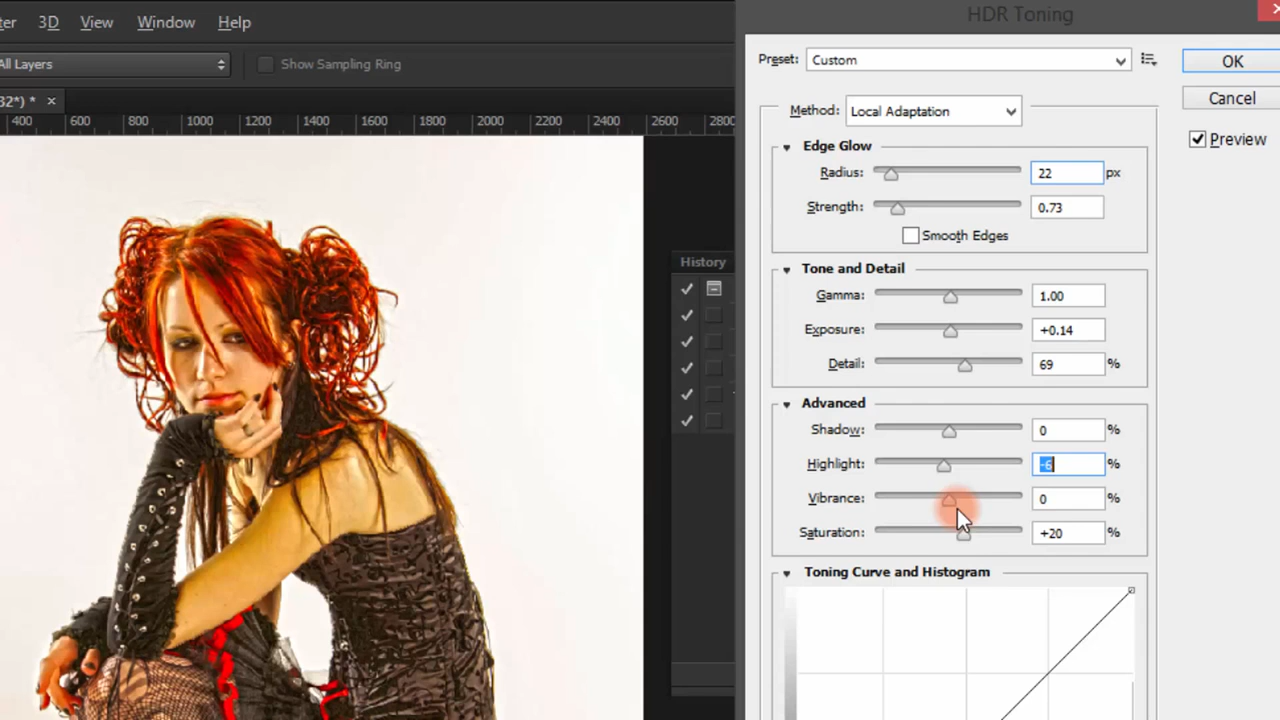 ter 3D View Window Help
All Layers Show Sampling Ring
32*) * ×
400 600 800 1000 1200 1400 1600 1800 2000 2200 2400 2600 2800
History
HDR Toning
Preset: Custom
OK
Cancel
Preview
Method: Local Adaptation
Edge Glow
Radius: 22 px
Strength: 0.73
Smooth Edges
Tone and Detail
Gamma: 1.00
Exposure: +0.14
Detail: 69 %
Advanced
Shadow: 0 %
Highlight: -6 %
Vibrance: 0 %
Saturation: +20 %
Toning Curve and Histogram